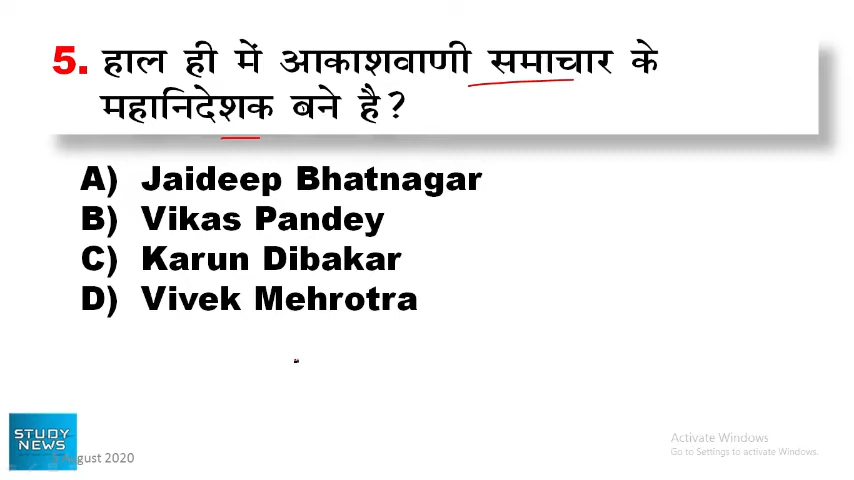 5. हाल ही में आकाशवाणी समाचार के
महानिदेशक बने है?
A) Jaideep Bhatnagar
B) Vikas Pandey
C) Karun Dibakar
D) Vivek Mehrotra
STUDY
NEWS
August 2020
Activate Windows
Go to Settings to activate Windows.